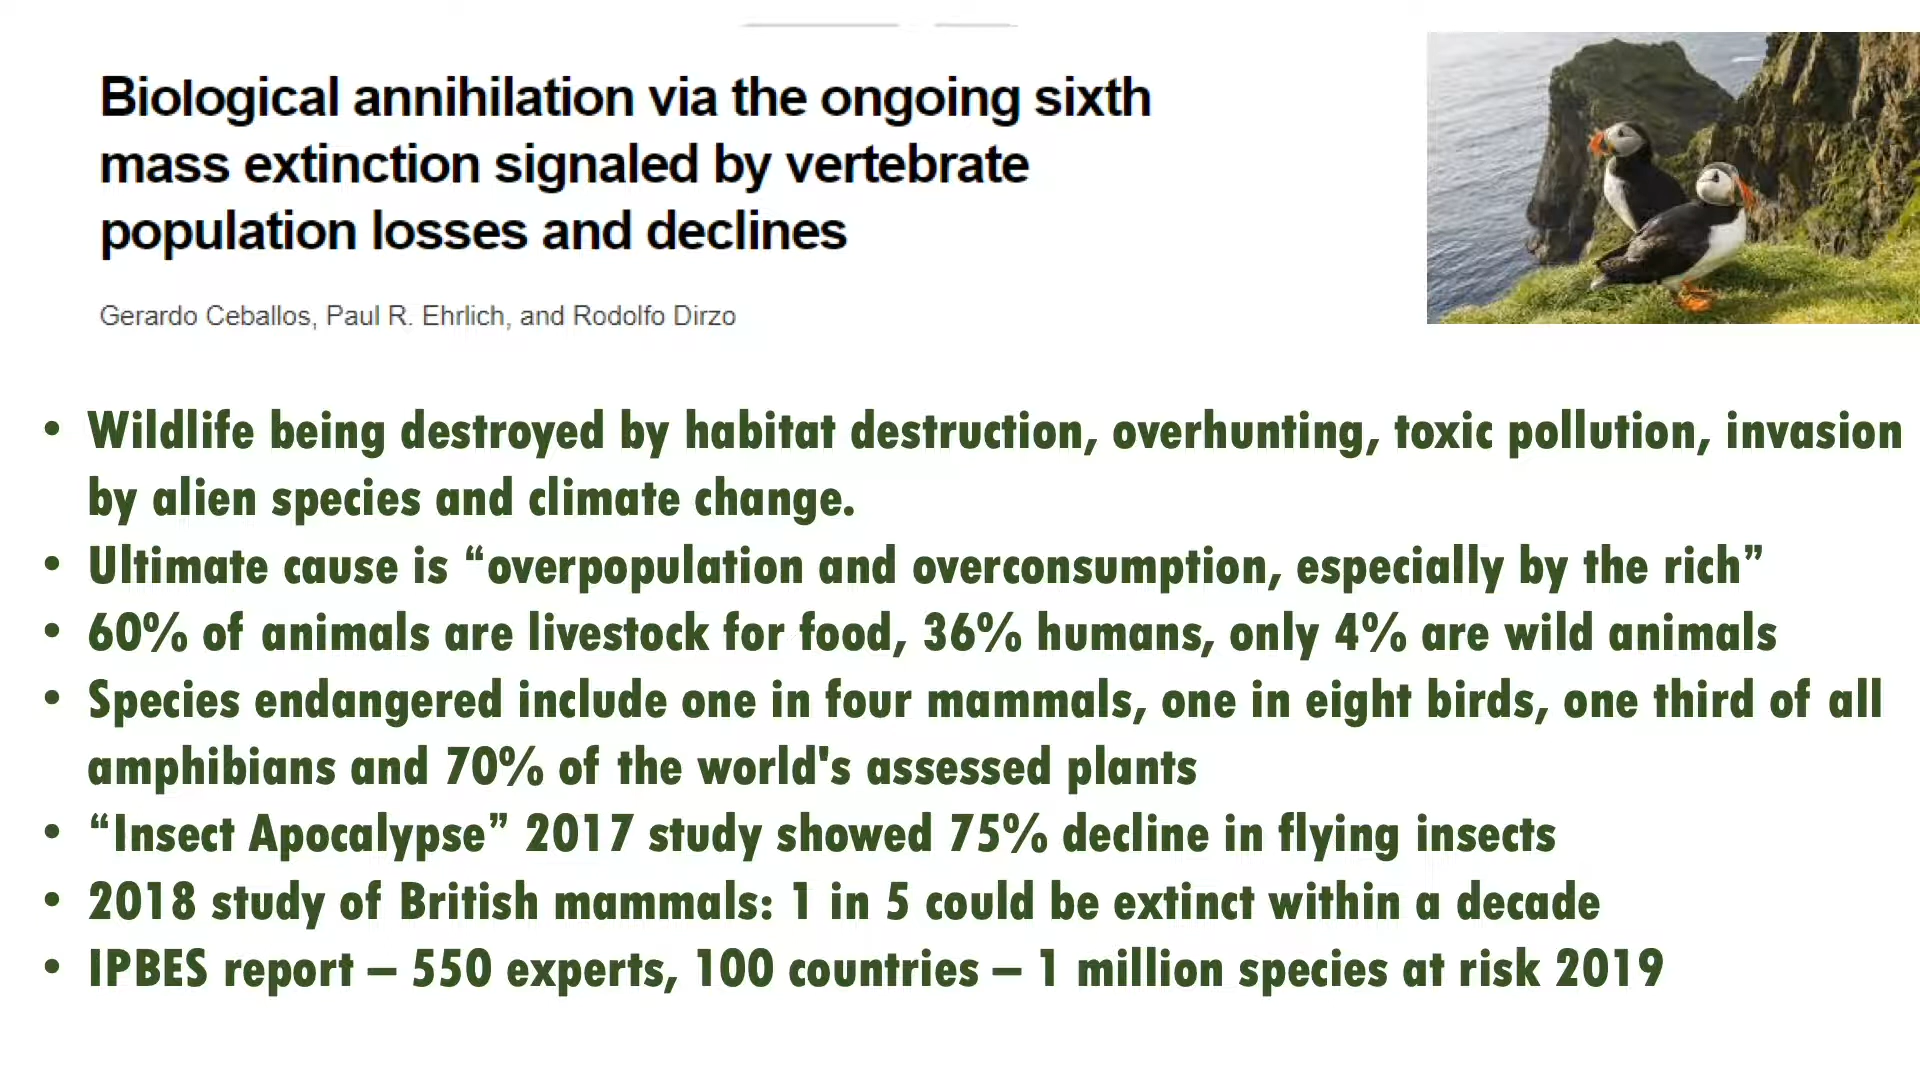 Biological annihilation via the ongoing sixth
mass extinction signaled by vertebrate
population losses and declines
Gerardo Ceballos, Paul R. Ehrlich, and Rodolfo Dirzo
• Wildlife being destroyed by habitat destruction, overhunting, toxic pollution, invasion
by alien species and climate change.
• Ultimate cause is “overpopulation and overconsumption, especially by the rich”
• 60% of animals are livestock for food, 36% humans, only 4% are wild animals
• Species endangered include one in four mammals, one in eight birds, one third of all
amphibians and 70% of the world's assessed plants
• “Insect Apocalypse” 2017 study showed 75% decline in flying insects
• 2018 study of British mammals: 1 in 5 could be extinct within a decade
• IPBES report – 550 experts, 100 countries – 1 million species at risk 2019